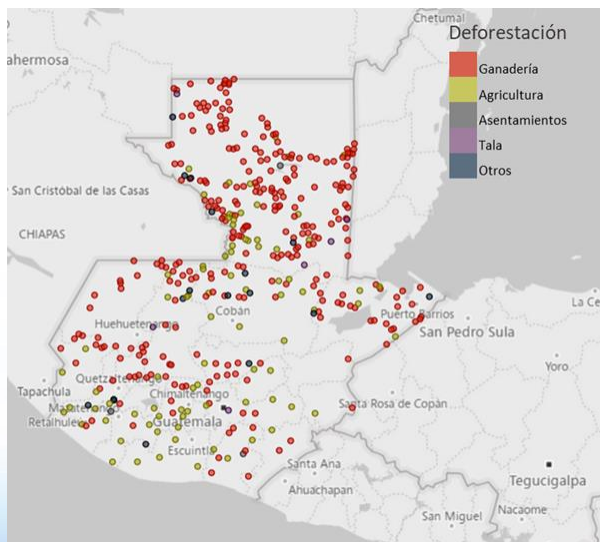 Chetumal
Deforestación
ahermosa
Ganadería
Agricultura
Asentamientos
Tala
Otros
San Cristóbal de las Casas
CHIAPAS
Cobán
Puerto Barrios
La Ce
Huehuetenango
San Pedro Sula
Yoro
Quetzaltenango
Tapachula
Chimaltenango
Mazatenango
Santa Rosa de Copán
Retalhuleu
Guatemala
Escuintla
Santa Ana
Tegucigalpa
Ahuachapan
Nacaome
San Miguel